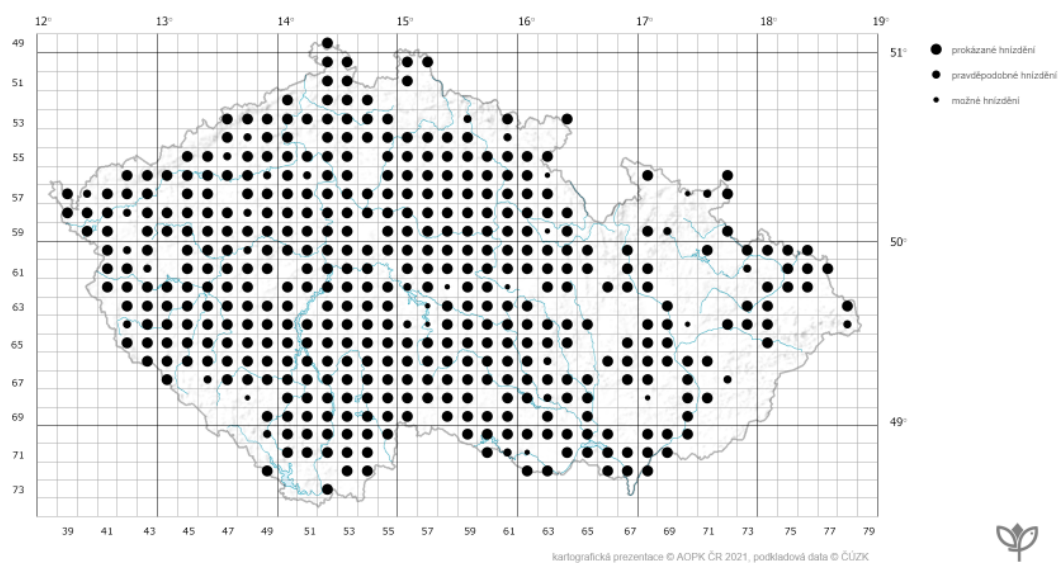 12° 13° 14° 15° 16° 17° 18° 19°
49 51°
51
53
55
57
59 50°
61
63
65
67
69 49°
71
73
39 41 43 45 47 49 51 53 55 57 59 61 63 65 67 69 71 73 75 77 79
prokázané hnízdění
pravděpodobné hnízdění
možné hnízdění
kartografická prezentace © AOPK ČR 2021, podkladová data © ČÚZK